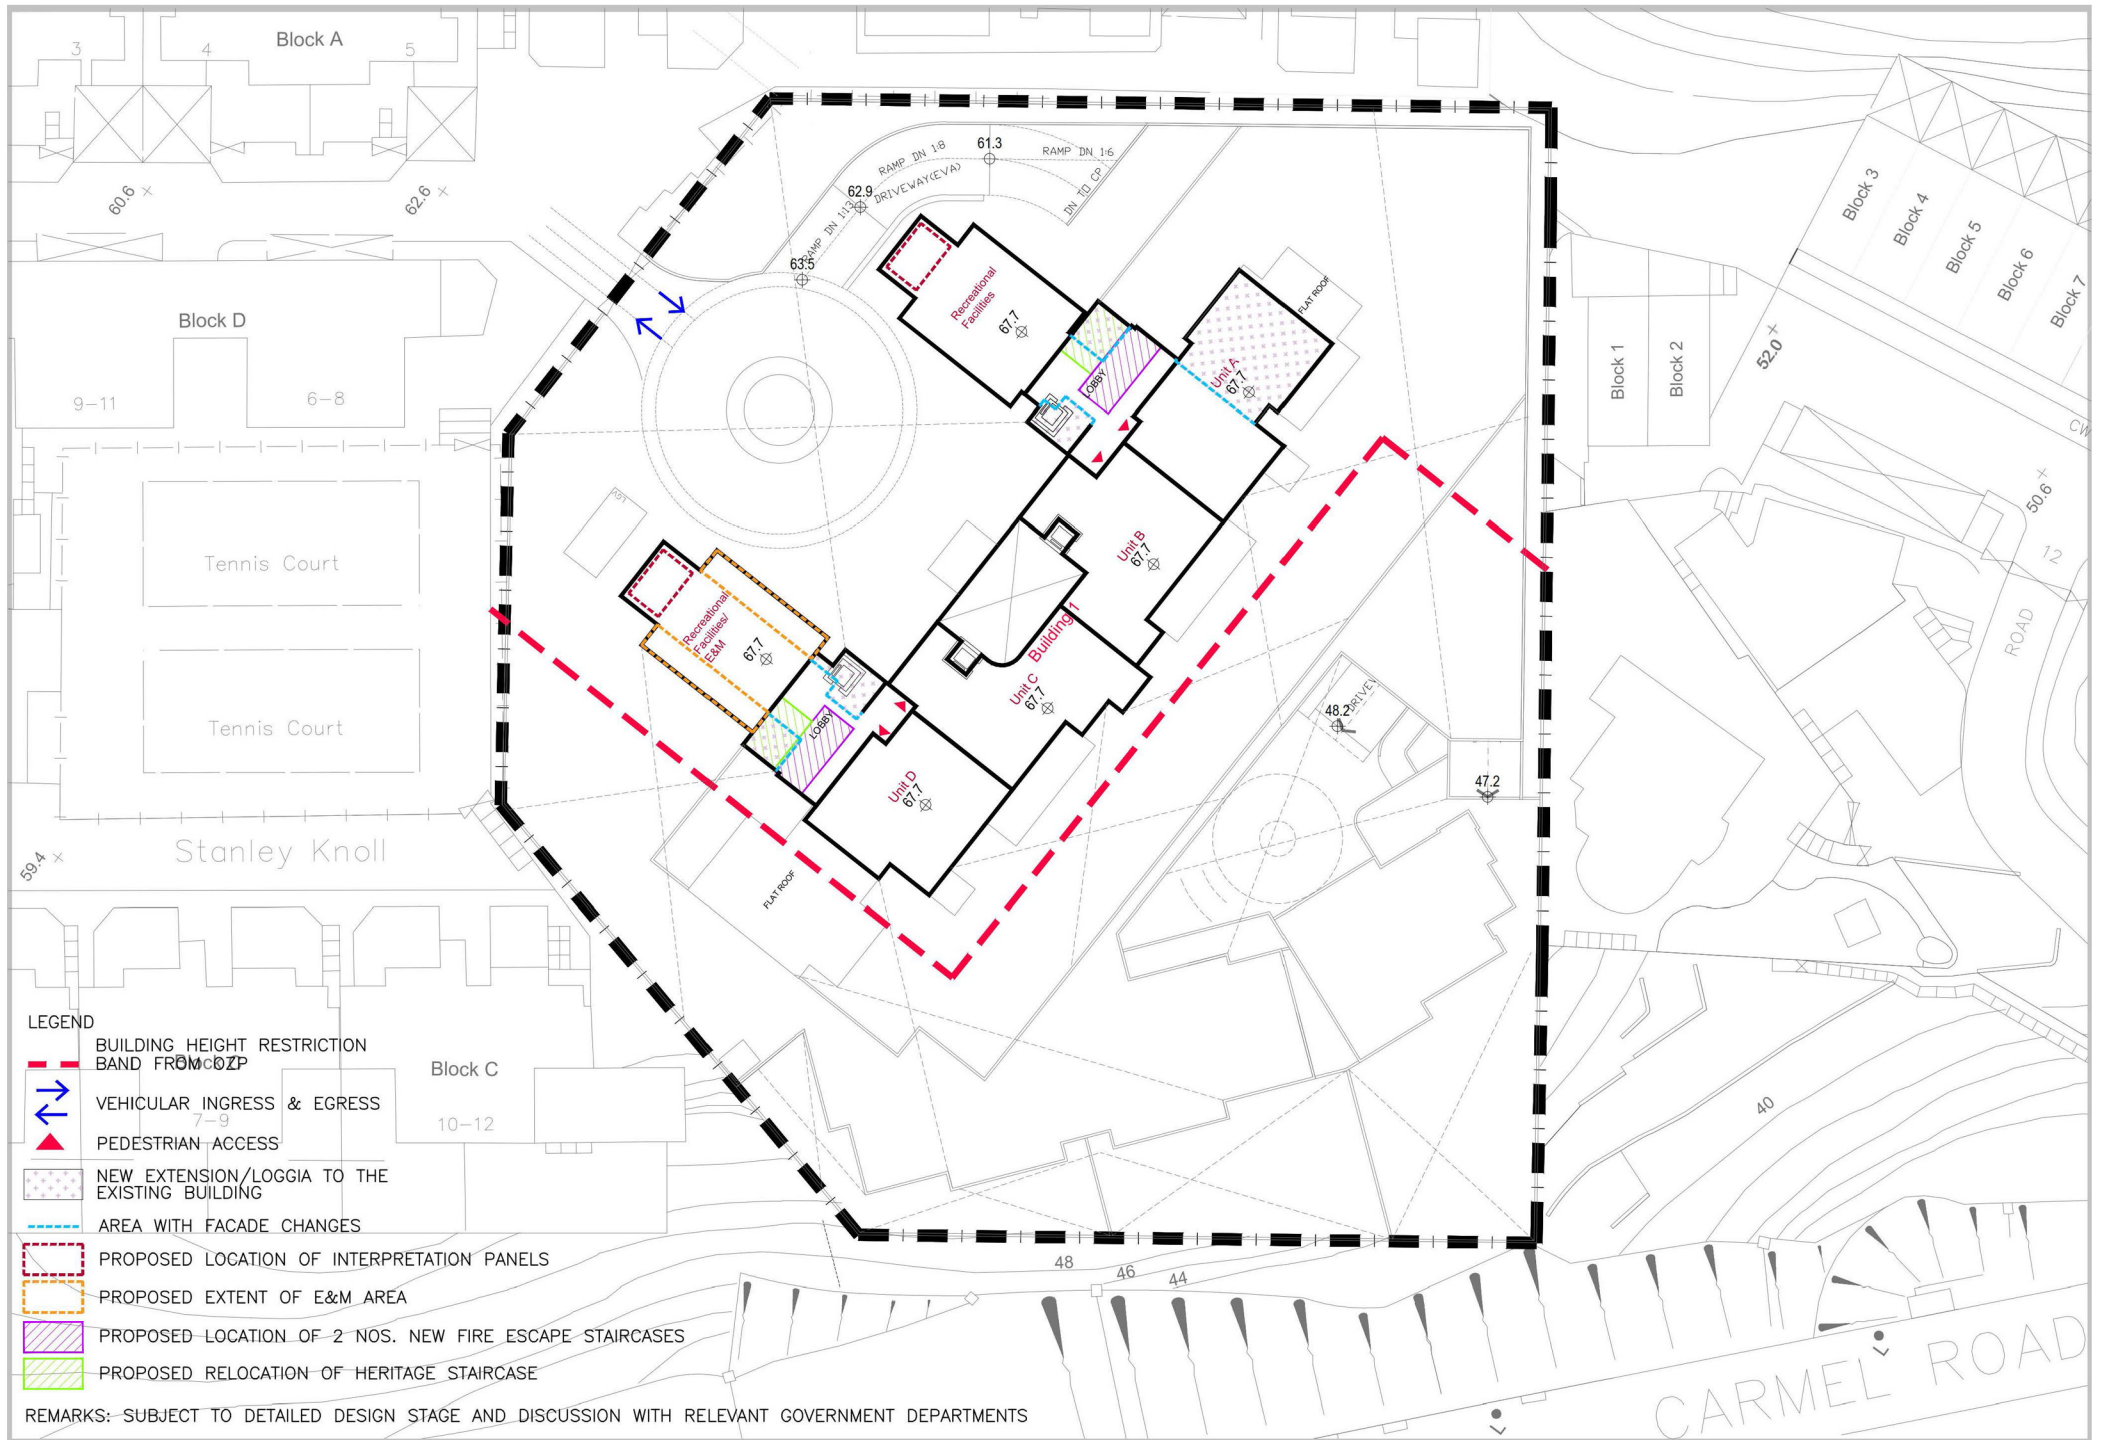 Block A
3
4
5
60.6
62.6
Block D
9-11
6-8
Tennis Court
Tennis Court
Stanley Knoll
59.4
RAMP DN 1:8
61.3
RAMP DN 1:6
DRIVEWAY(EVA)
62.9
DN TO CP
RAMP DN 1:13
63.5
Recreational
Facilities
67.7
LOBBY
Unit A
67.7
FLAT ROOF
LGV
Recreational
Facilities/
E&M
67.7
LOBBY
Unit B
67.7
Building 1
Unit C
67.7
Unit D
67.7
FLAT ROOF
48.2
47.2
Block 3
Block 4
Block 5
Block 6
Block 7
Block 1
Block 2
52.0
CW
50.6
12
ROAD
40
48
46
44
L
L
CARMEL ROAD
Block C
7-9
10-12
LEGEND
BUILDING HEIGHT RESTRICTION
BAND FROM OZP
VEHICULAR INGRESS & EGRESS
PEDESTRIAN ACCESS
NEW EXTENSION/LOGGIA TO THE
EXISTING BUILDING
AREA WITH FACADE CHANGES
PROPOSED LOCATION OF INTERPRETATION PANELS
PROPOSED EXTENT OF E&M AREA
PROPOSED LOCATION OF 2 NOS. NEW FIRE ESCAPE STAIRCASES
PROPOSED RELOCATION OF HERITAGE STAIRCASE
REMARKS: SUBJECT TO DETAILED DESIGN STAGE AND DISCUSSION WITH RELEVANT GOVERNMENT DEPARTMENTS